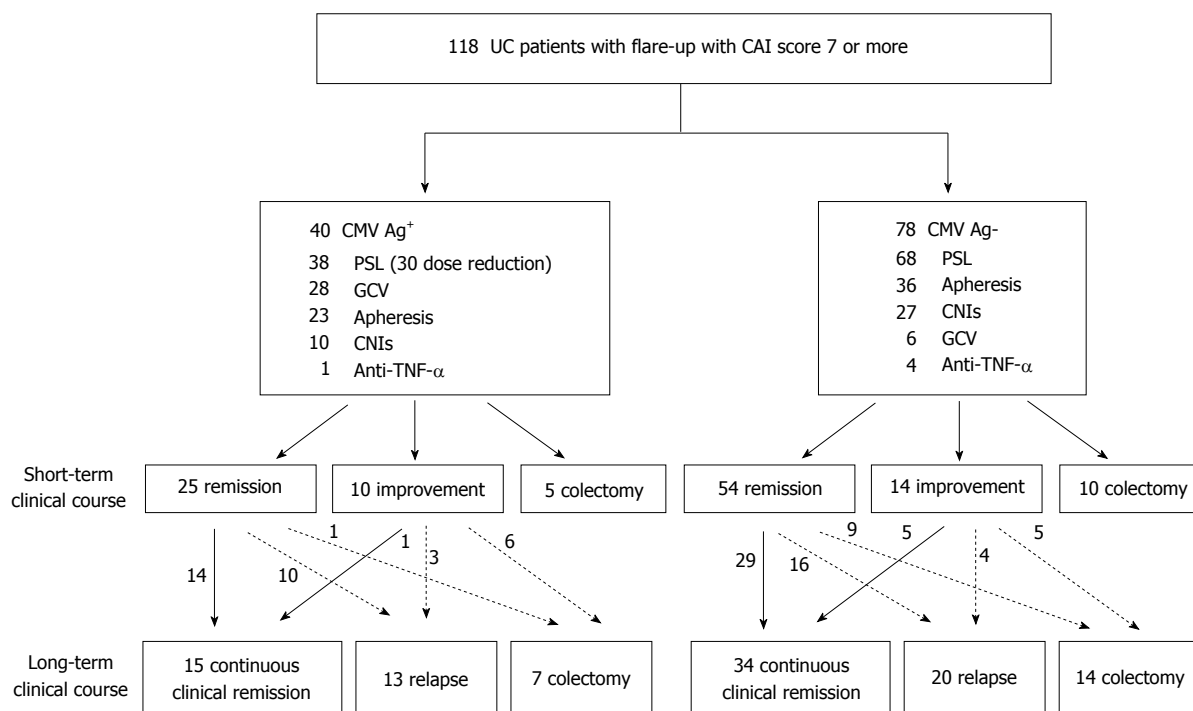 118 UC patients with flare-up with CAI score 7 or more
40 CMV Ag+
38 PSL (30 dose reduction)
28 GCV
23 Apheresis
10 CNIs
1 Anti-TNF-α
78 CMV Ag-
68 PSL
36 Apheresis
27 CNIs
6 GCV
4 Anti-TNF-α
Short-term
clinical course
25 remission
10 improvement
5 colectomy
54 remission
14 improvement
10 colectomy
14
10
1
1
3
6
29
16
9
5
4
5
Long-term
clinical course
15 continuous
clinical remission
13 relapse
7 colectomy
34 continuous
clinical remission
20 relapse
14 colectomy